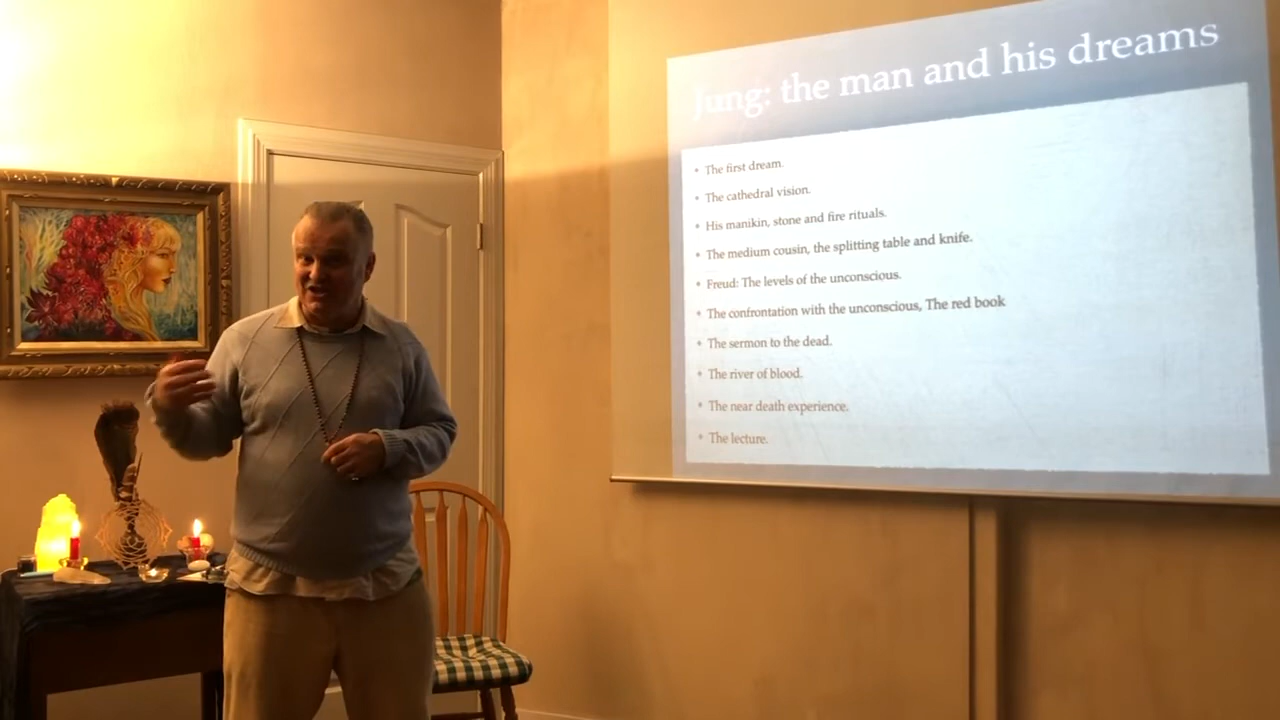 Jung: the man and his dreams
• The first dream.
• The cathedral vision.
• His manikin, stone and fire rituals.
• The medium cousin, the splitting table and knife.
• Freud: The levels of the unconscious.
• The confrontation with the unconscious, The red book
• The sermon to the dead.
• The river of blood.
• The near death experience.
• The lecture.